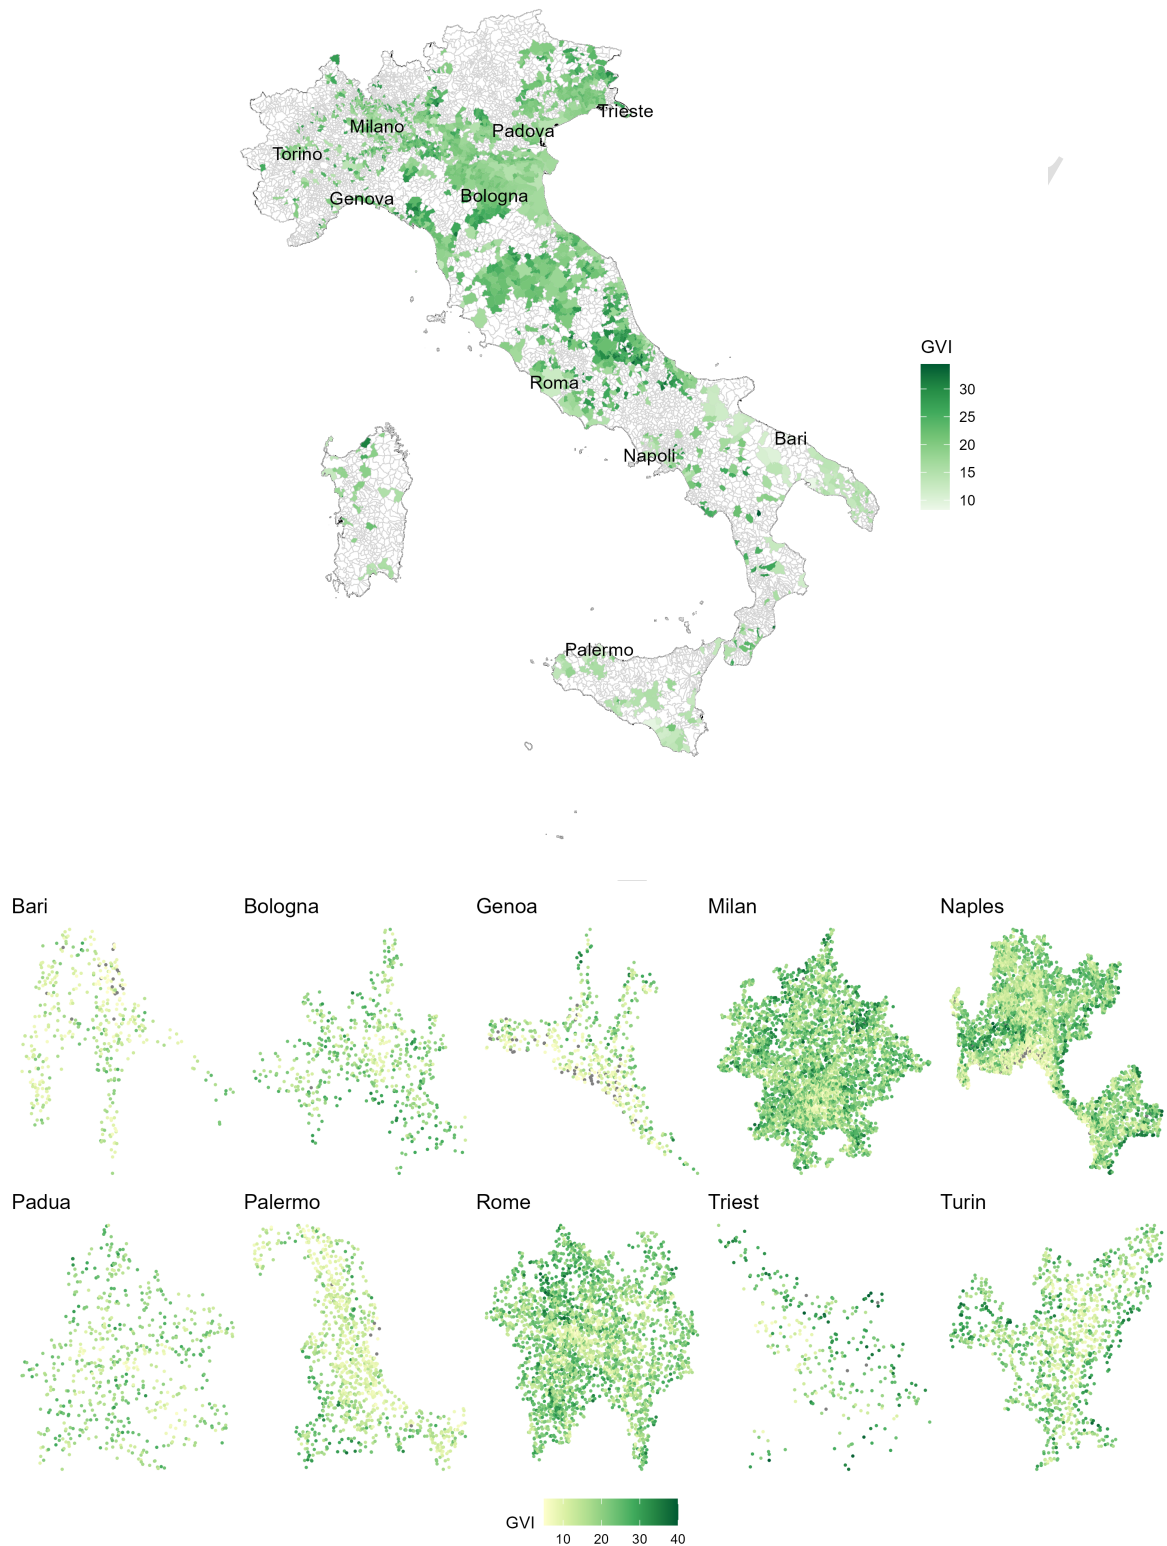 Trieste
Milano
Padova
Torino
Genova
Bologna
GVI
Roma
30
25
Bari
20
Napoli
15
10
Palermo
Bari
Bologna
Genoa
Milan
Naples
Padua
Palermo
Rome
Triest
Turin
GVI
10 20 30 40